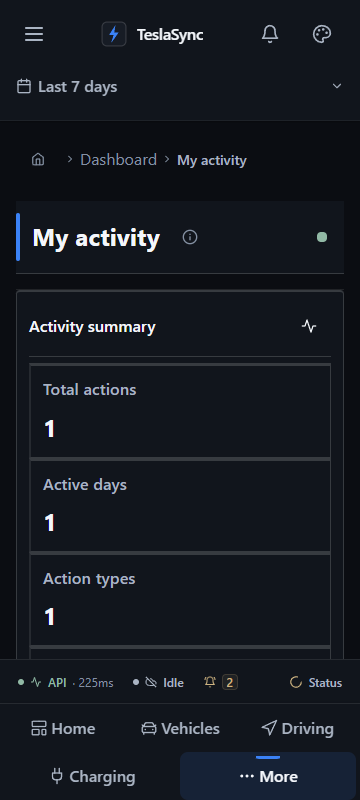 TeslaSync
Last 7 days
Dashboard My activity
My activity
Activity summary
Total actions
1
Active days
1
Action types
1
API · 225ms Idle 2 Status
Home Vehicles Driving
Charging More